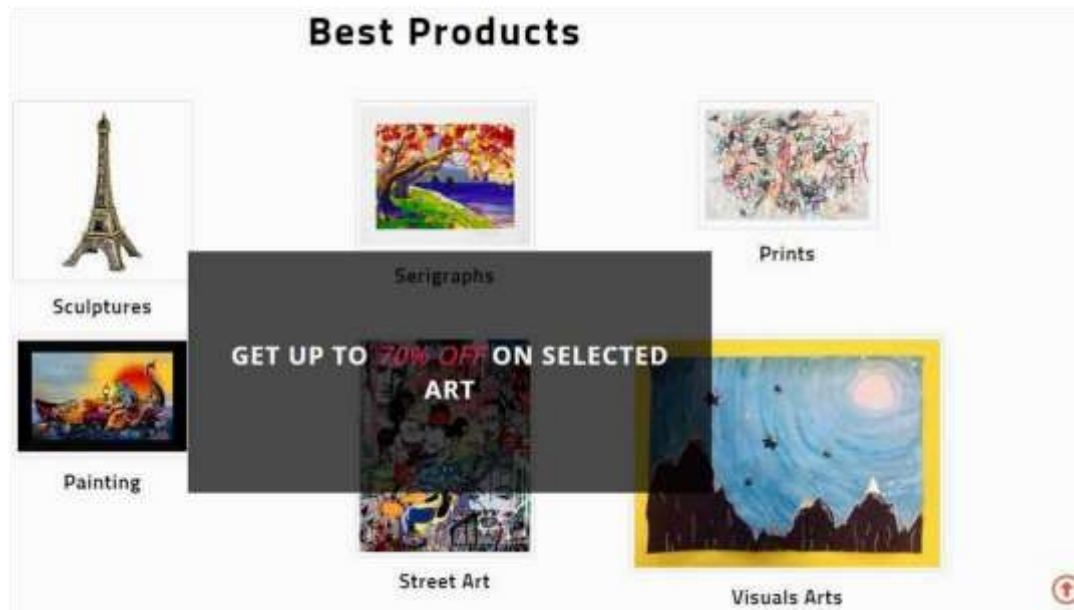 Best Products
Serigraphs
Prints
Sculptures
GET UP TO 70% OFF ON SELECTED
ART
Painting
Street Art
Visuals Arts